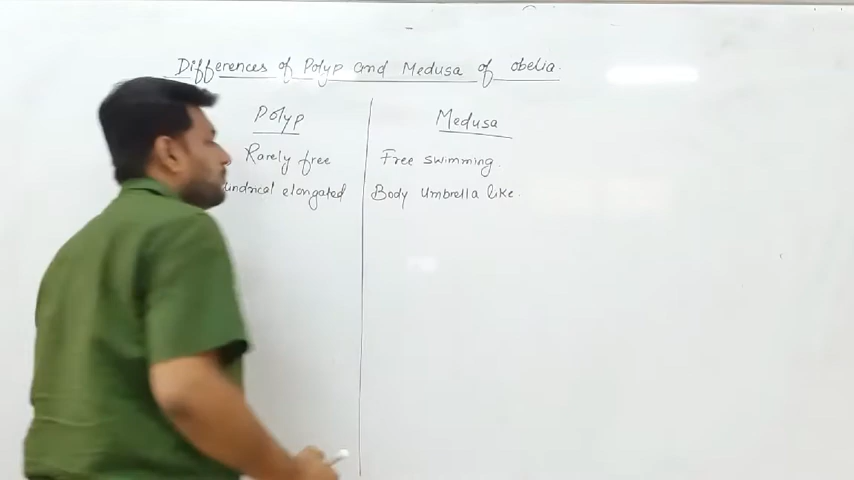 Differences of Polyp and Medusa of obelia.
Polyp Medusa
Rarely free Free swimming.
elongated Body umbrella like.